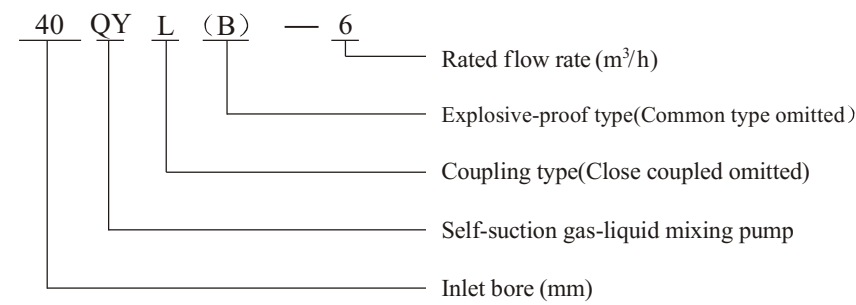 40 QY L （B） — 6
Rated flow rate (m³/h)
Explosive-proof type(Common type omitted）
Coupling type(Close coupled omitted)
Self-suction gas-liquid mixing pump
Inlet bore (mm)